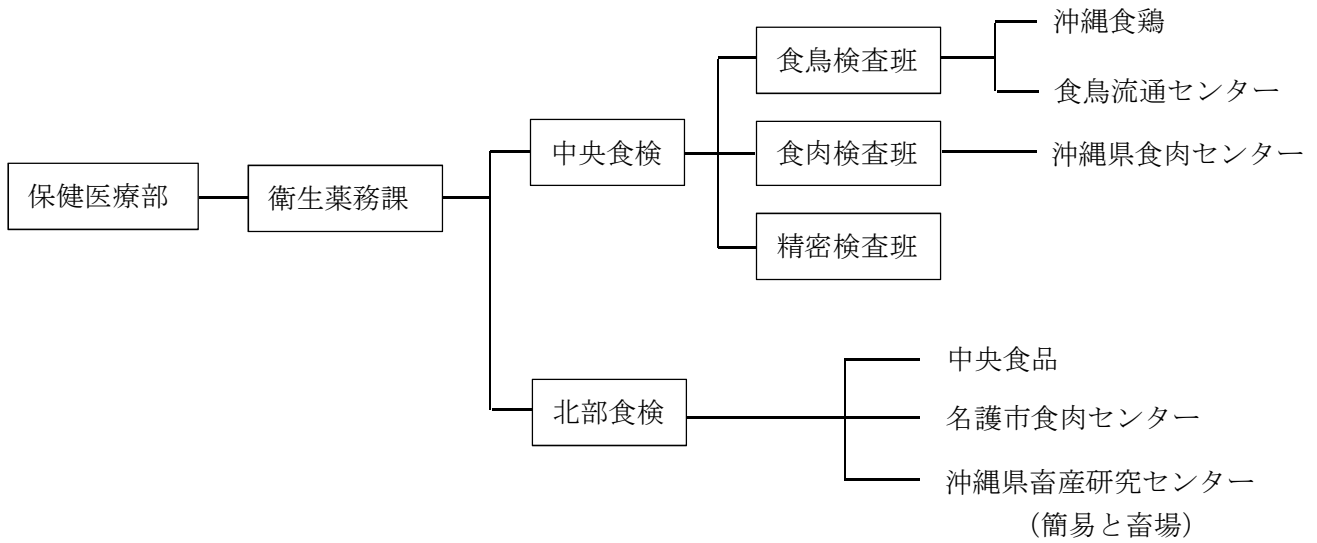 保健医療部
衛生薬務課
中央食検
食鳥検査班
沖縄食鶏
食鳥流通センター
食肉検査班
沖縄県食肉センター
精密検査班
北部食検
中央食品
名護市食肉センター
沖縄県畜産研究センター
（簡易と畜場）